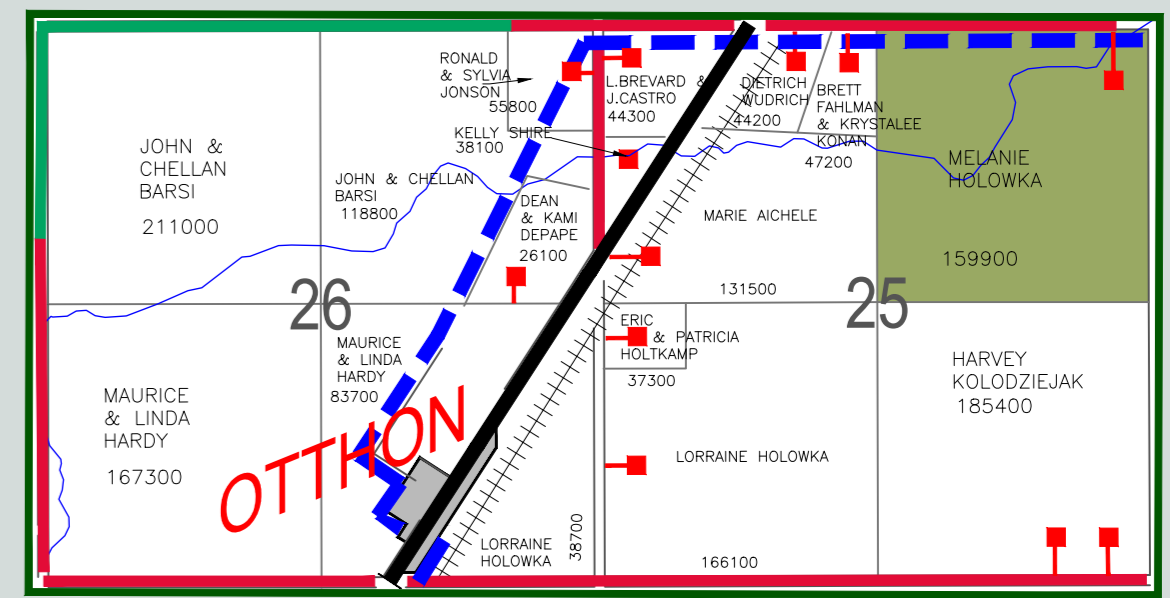 RONALD
& SYLVIA
JONSON
55800
KELLY SHIRE
38100
L.BREVARD &
J.CASTRO
44300
DIETRICH
WUDRICH
44200
BRETT
FAHLMAN
& KRYSTALEE
KONAN
47200
JOHN &
CHELLAN
BARSI
211000
JOHN & CHELLAN
BARSI
118800
DEAN
& KAMI
DEPAPE
26100
MARIE AICHELE
131500
MELANIE
HOLOWKA
159900
26
25
MAURICE
& LINDA
HARDY
83700
ERIC
& PATRICIA
HOLTKAMP
37300
HARVEY
KOLODZIEJAK
185400
MAURICE
& LINDA
HARDY
167300
OTTHON
LORRAINE HOLOWKA
166100
LORRAINE
HOLOWKA
38700